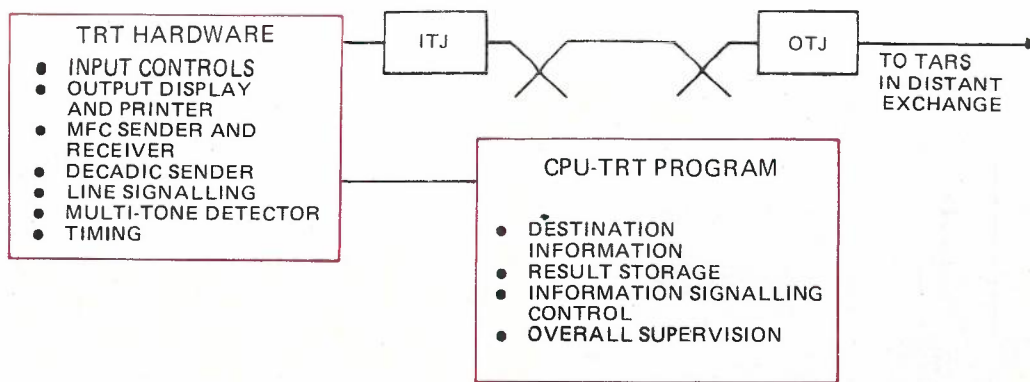 TRT HARDWARE
● INPUT CONTROLS
● OUTPUT DISPLAY
AND PRINTER
● MFC SENDER AND
RECEIVER
● DECADIC SENDER
● LINE SIGNALLING
● MULTI-TONE DETECTOR
● TIMING
ITJ
OTJ
TO TARS
IN DISTANT
EXCHANGE
CPU-TRT PROGRAM
● DESTINATION
INFORMATION
● RESULT STORAGE
● INFORMATION SIGNALLING
CONTROL
● OVERALL SUPERVISION